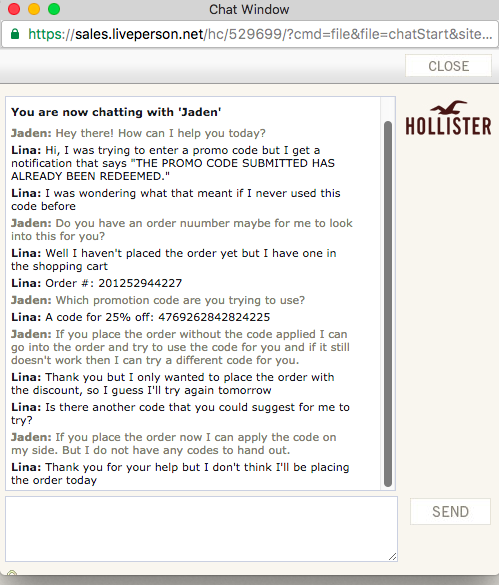 Chat Window
https://sales.liveperson.net/hc/529699/?cmd=file&file=chatStart&site...
CLOSE
HOLLISTER
You are now chatting with 'Jaden'
Jaden: Hey there! How can I help you today?
Lina: Hi, I was trying to enter a promo code but I get a
notification that says "THE PROMO CODE SUBMITTED HAS
ALREADY BEEN REDEEMED."
Lina: I was wondering what that meant if I never used this
code before
Jaden: Do you have an order nuumber maybe for me to look
into this for you?
Lina: Well I haven't placed the order yet but I have one in
the shopping cart
Lina: Order #: 201252944227
Jaden: Which promotion code are you trying to use?
Lina: A code for 25% off: 4769262842824225
Jaden: If you place the order without the code applied I can
go into the order and try to use the code for you and if it still
doesn't work then I can try a different code for you.
Lina: Thank you but I only wanted to place the order with
the discount, so I guess I'll try again tomorrow
Lina: Is there another code that you could suggest for me to
try?
Jaden: If you place the order now I can apply the code on
my side. But I do not have any codes to hand out.
Lina: Thank you for your help but I don't think I'll be placing
the order today
SEND